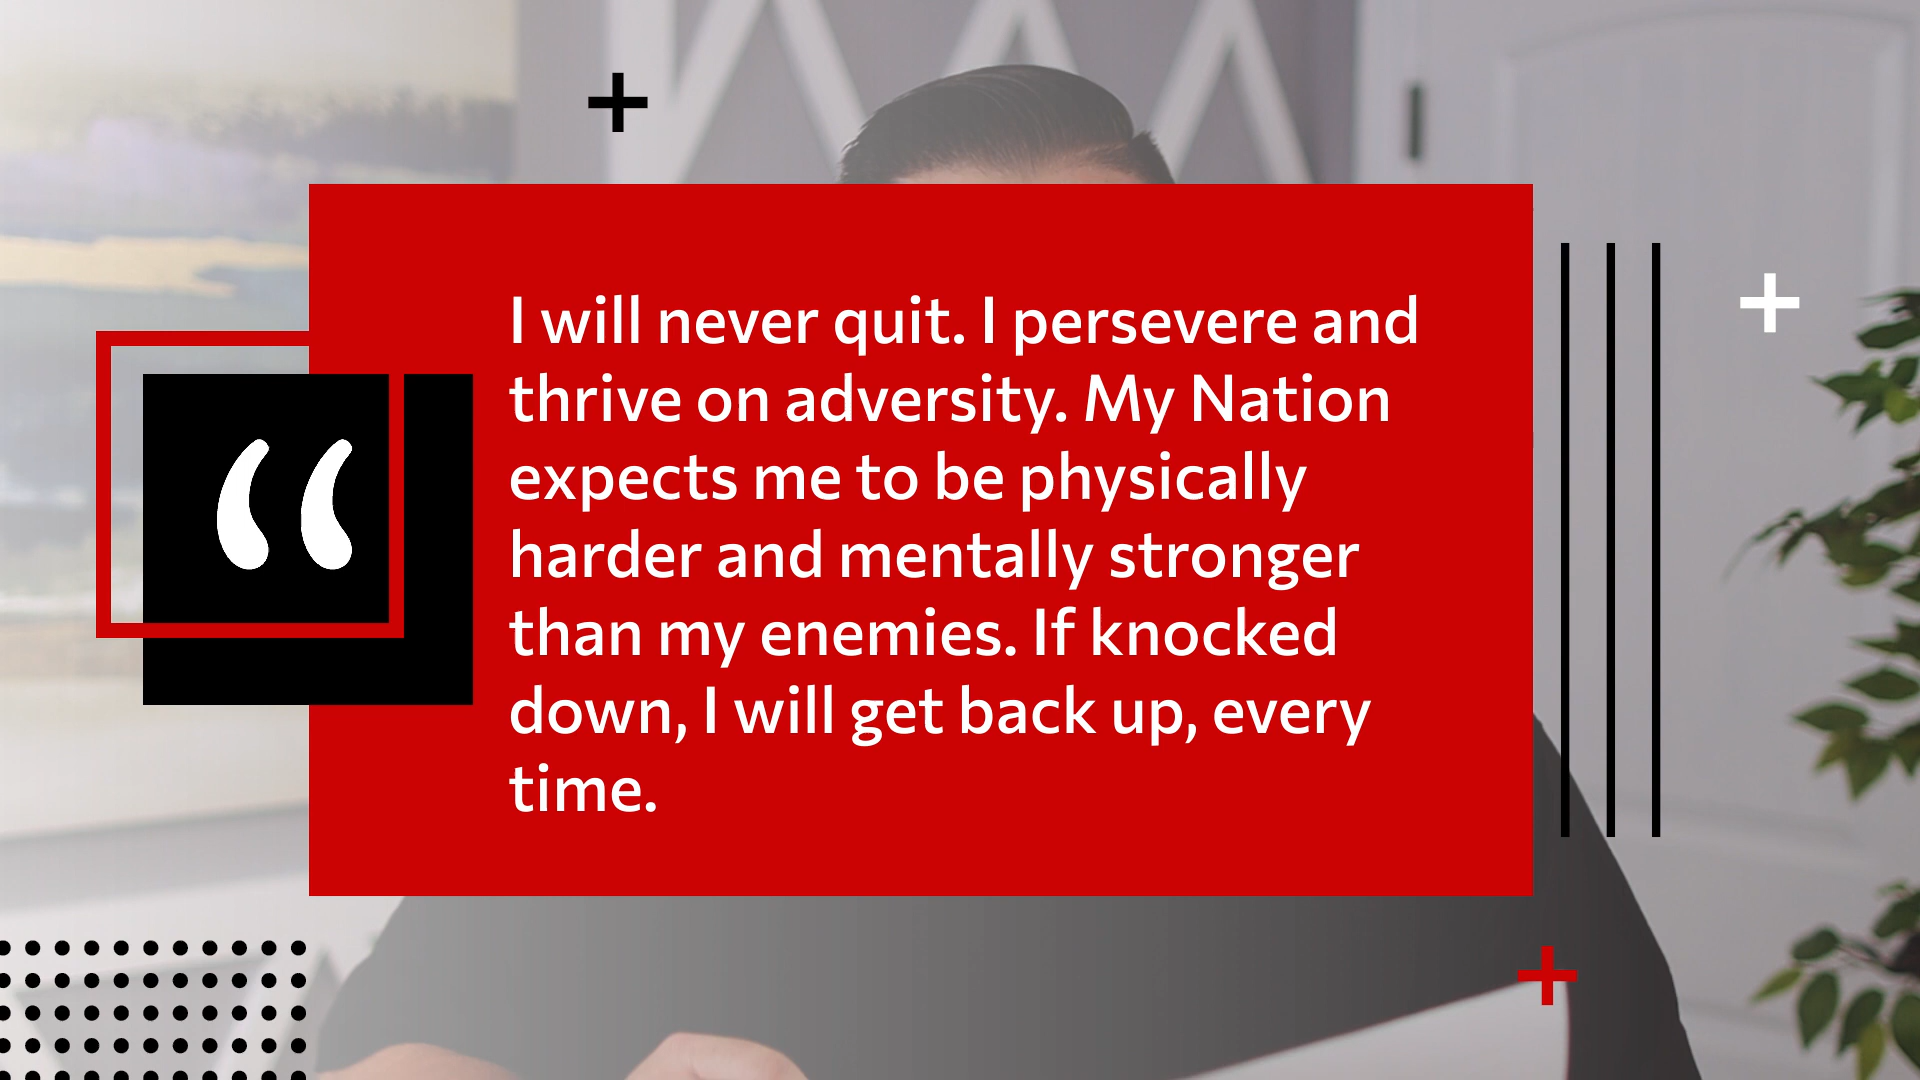 “
I will never quit. I persevere and
thrive on adversity. My Nation
expects me to be physically
harder and mentally stronger
than my enemies. If knocked
down, I will get back up, every
time.